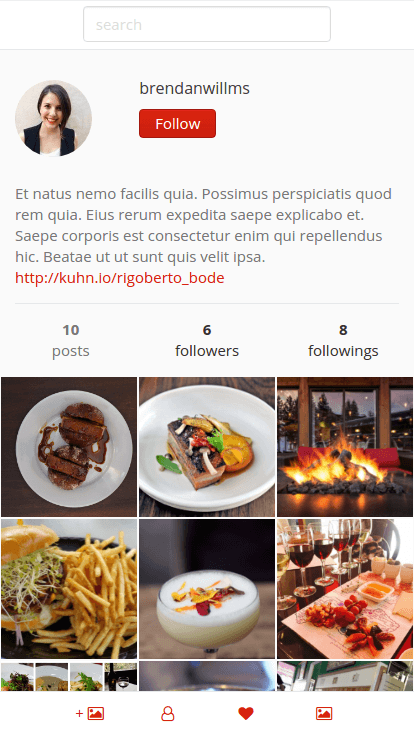 search
brendanwillms
Follow
Et natus nemo facilis quia. Possimus perspiciatis quod
rem quia. Eius rerum expedita saepe explicabo et.
Saepe corporis est consectetur enim qui repellendus
hic. Beatae ut ut sunt quis velit ipsa.
http://kuhn.io/rigoberto_bode
10 6 8
posts followers followings
+